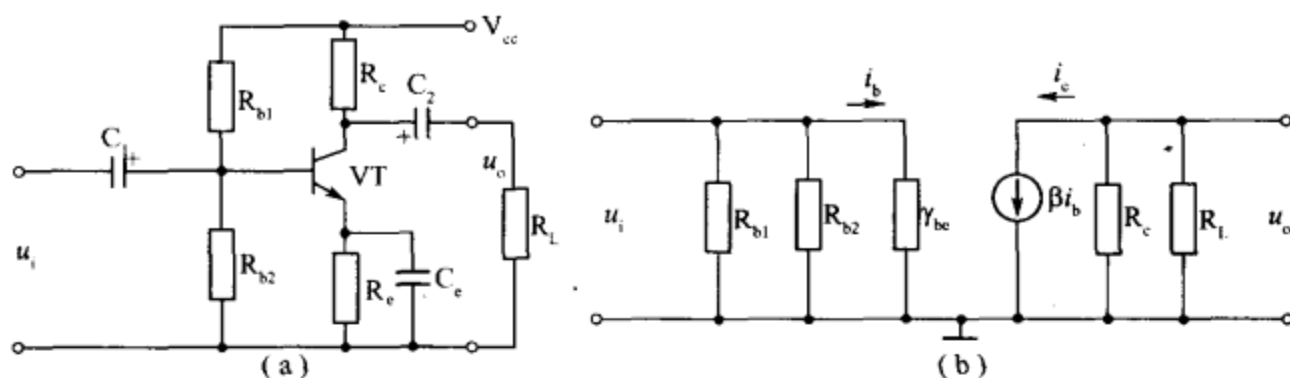 V_cc
R_c
C_2
R_b1
+
C_1
+
VT
u_o
R_L
u_i
R_b2
R_e
C_e
( a )
i_b
i_c
u_i
R_b1
R_b2
γ_be
βi_b
R_c
R_L
u_o
( b )